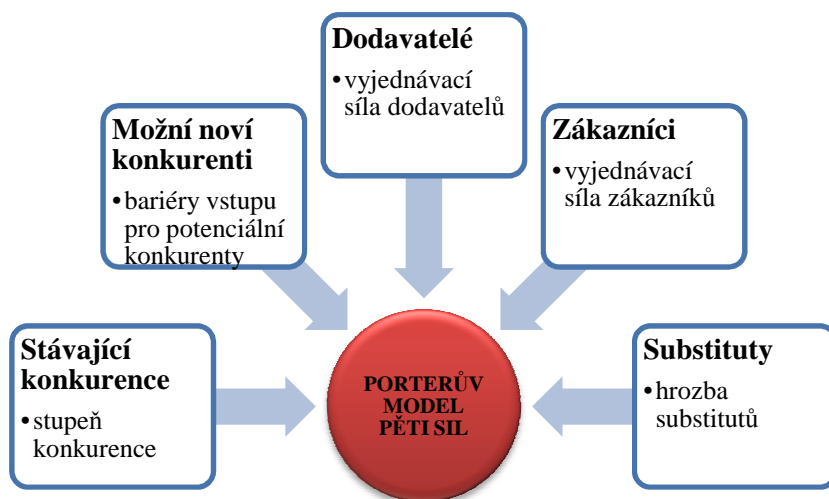 Dodavatelé
•vyjednávací
síla dodavatelů
Možní noví
konkurenti
•bariéry vstupu
pro potenciální
konkurenty
Zákazníci
•vyjednávací
síla zákazníků
Stávající
konkurence
•stupeň
konkurence
PORTERŮV
MODEL
PĚTI SIL
Substituty
•hrozba
substitutů